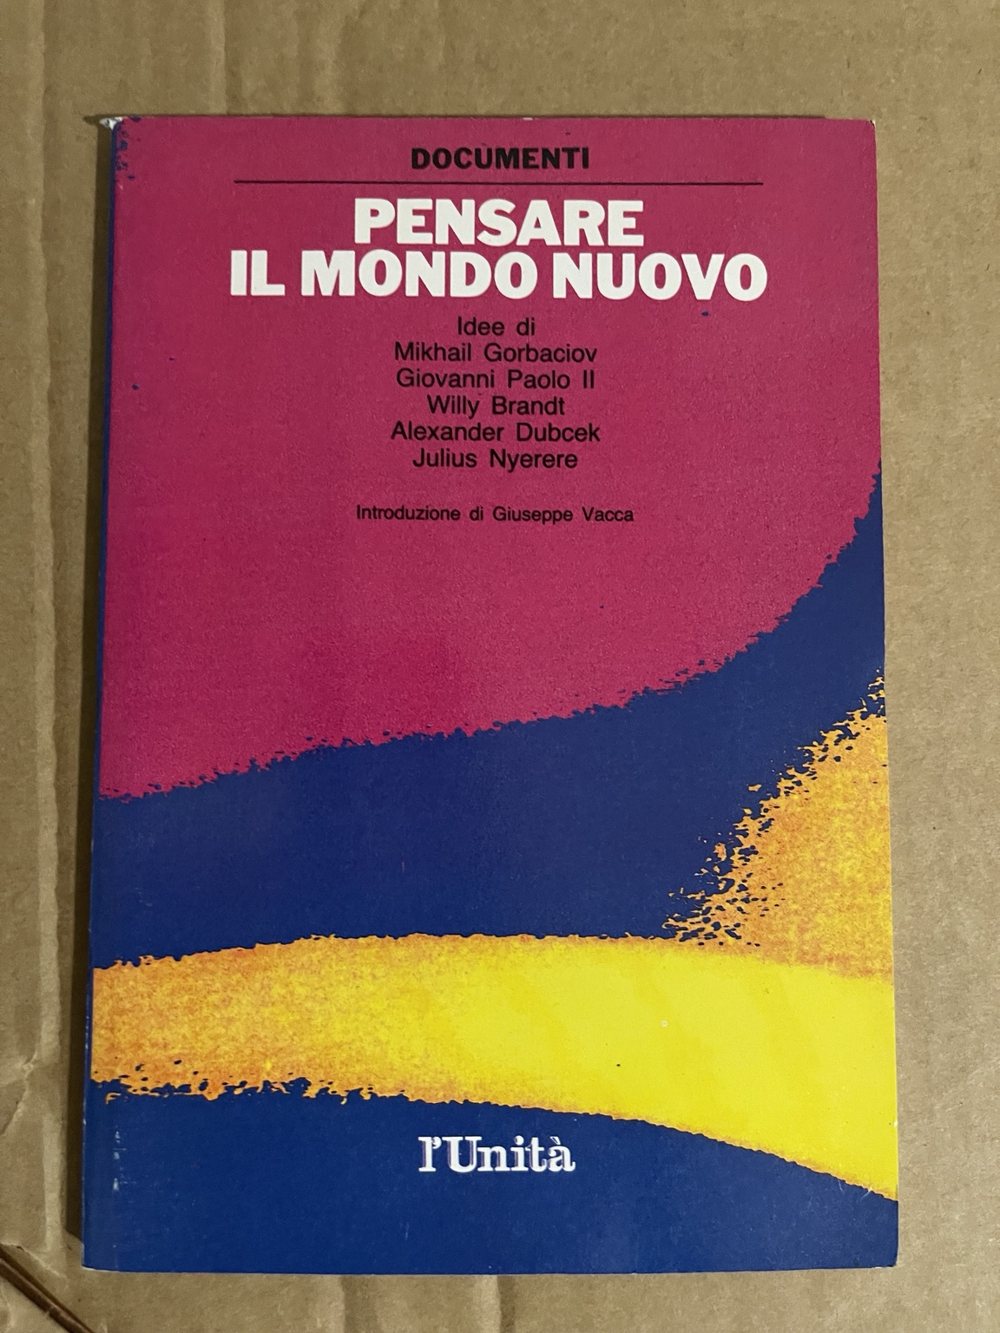 DOCUMENTI
PENSARE
IL MONDO NUOVO
Idee di
Mikhail Gorbaciov
Giovanni Paolo II
Willy Brandt
Alexander Dubcek
Julius Nyerere
Introduzione di Giuseppe Vacca
l'Unità